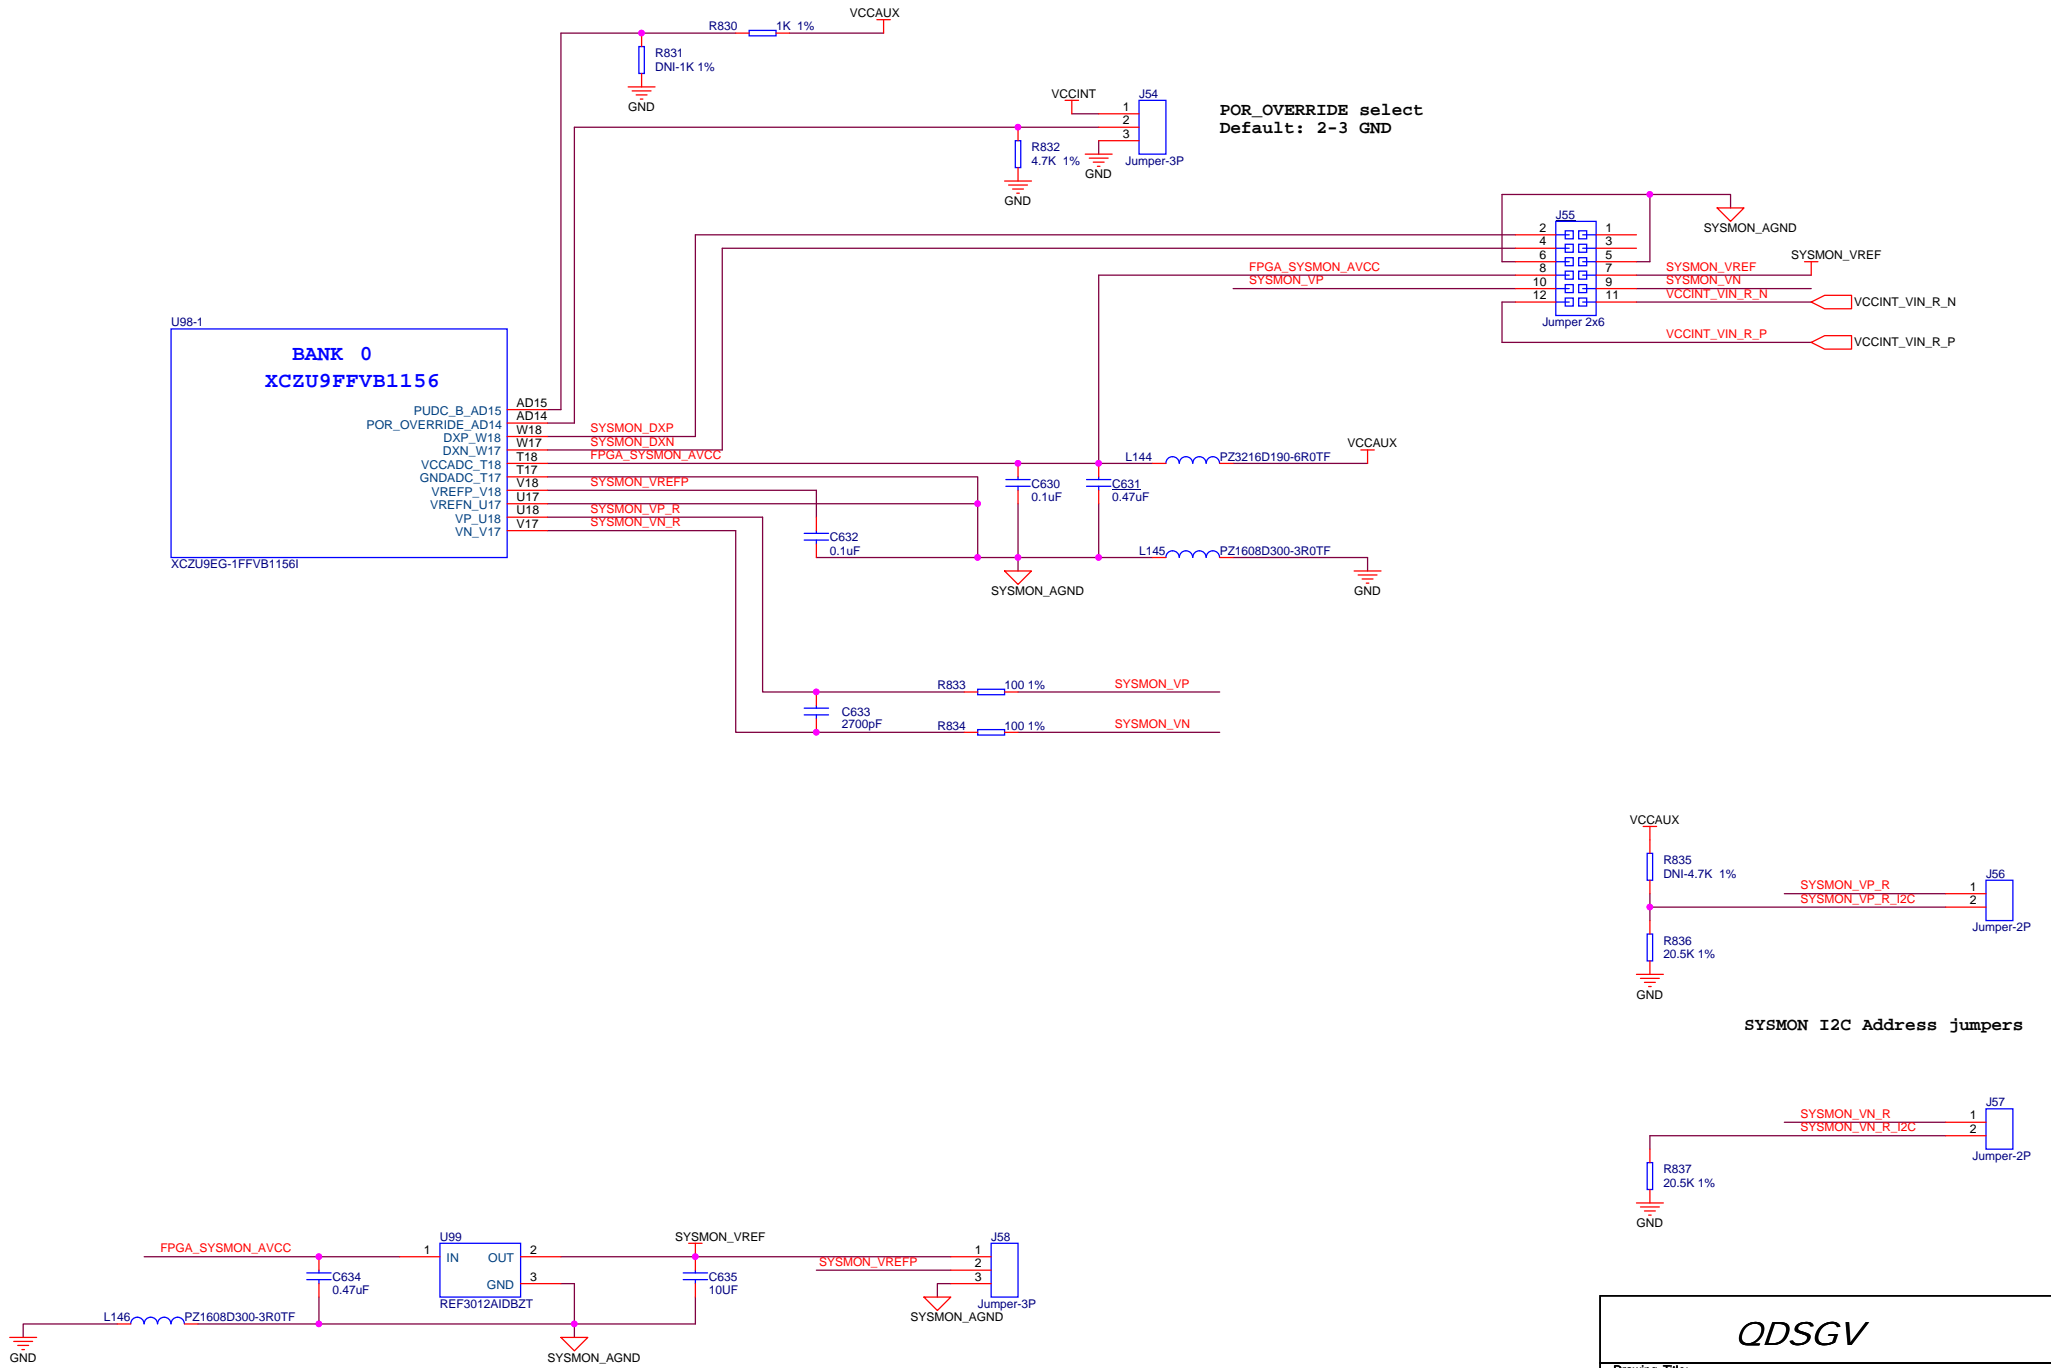 VCCAUX
R830
1K 1%
R831
DNI-1K 1%
GND
VCCINT
J54
1
2
3
R832
4.7K 1%
GND
GND
Jumper-3P
POR_OVERRIDE select
Default: 2-3 GND
J55
SYSMON_AGND
2
1
4
3
6
5
SYSMON_VREF
FPGA_SYSMON_AVCC
8
7
SYSMON_VREF
SYSMON_VP
10
9
SYSMON_VN
12
11
VCCINT_VIN_R_N
VCCINT_VIN_R_N
Jumper 2x6
VCCINT_VIN_R_P
VCCINT_VIN_R_P
U98-1
BANK 0
XCZU9FFVB1156
PUDC_B_AD15
AD15
POR_OVERRIDE_AD14
AD14
DXP_W18
W18
SYSMON_DXP
DXN_W17
W17
SYSMON_DXN
VCCADC_T18
T18
FPGA_SYSMON_AVCC
GNDADC_T17
T17
VREFP_V18
V18
SYSMON_VREFP
VREFN_U17
U17
VP_U18
U18
SYSMON_VP_R
VN_V17
V17
SYSMON_VN_R
XCZU9EG-1FFVB1156I
VCCAUX
L144
PZ3216D190-6R0TF
C630
0.1uF
C631
0.47uF
C632
0.1uF
L145
PZ1608D300-3R0TF
SYSMON_AGND
GND
R833
100 1%
SYSMON_VP
C633
2700pF
R834
100 1%
SYSMON_VN
VCCAUX
R835
DNI-4.7K 1%
SYSMON_VP_R
SYSMON_VP_R_I2C
1
2
J56
Jumper-2P
R836
20.5K 1%
GND
SYSMON I2C Address jumpers
SYSMON_VN_R
SYSMON_VN_R_I2C
1
2
J57
Jumper-2P
R837
20.5K 1%
GND
FPGA_SYSMON_AVCC
U99
1
IN
OUT
2
GND
3
REF3012AIDBZT
C634
0.47uF
L146
PZ1608D300-3R0TF
GND
SYSMON_AGND
SYSMON_VREF
C635
10UF
SYSMON_VREFP
J58
1
2
3
Jumper-3P
SYSMON_AGND
QDSGV
Drawing Title: